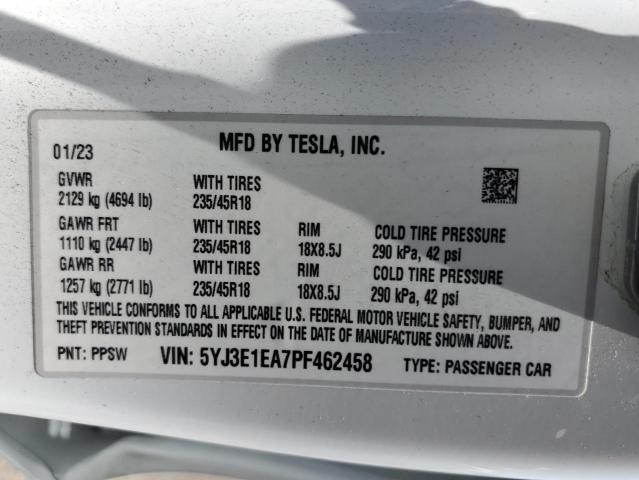 MFD BY TESLA, INC.
01/23
GVWR WITH TIRES
2129 kg (4694 lb) 235/45R18
GAWR FRT WITH TIRES RIM COLD TIRE PRESSURE
1110 kg (2447 lb) 235/45R18 18X8.5J 290 kPa, 42 psi
GAWR RR WITH TIRES RIM COLD TIRE PRESSURE
1257 kg (2771 lb) 235/45R18 18X8.5J 290 kPa, 42 psi
THIS VEHICLE CONFORMS TO ALL APPLICABLE U.S. FEDERAL MOTOR VEHICLE SAFETY, BUMPER, AND
THEFT PREVENTION STANDARDS IN EFFECT ON THE DATE OF MANUFACTURE SHOWN ABOVE.
PNT: PPSW VIN: 5YJ3E1EA7PF462458 TYPE: PASSENGER CAR